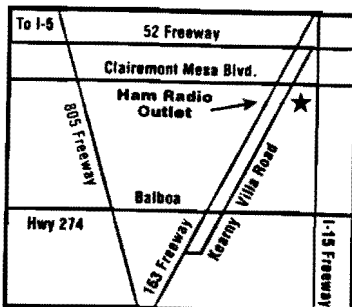 To I-5
52 Freeway
Clairemont Mesa Blvd.
Ham Radio
Outlet
805 Freeway
Balboa
Hwy 274
163 Freeway
Kearny Villa Road
I-15 Freeway